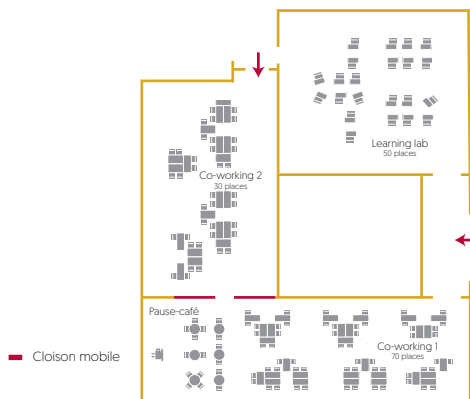 Learning lab
50 places
Co-working 2
30 places
Pause-café
Co-working 1
70 places
Cloison mobile